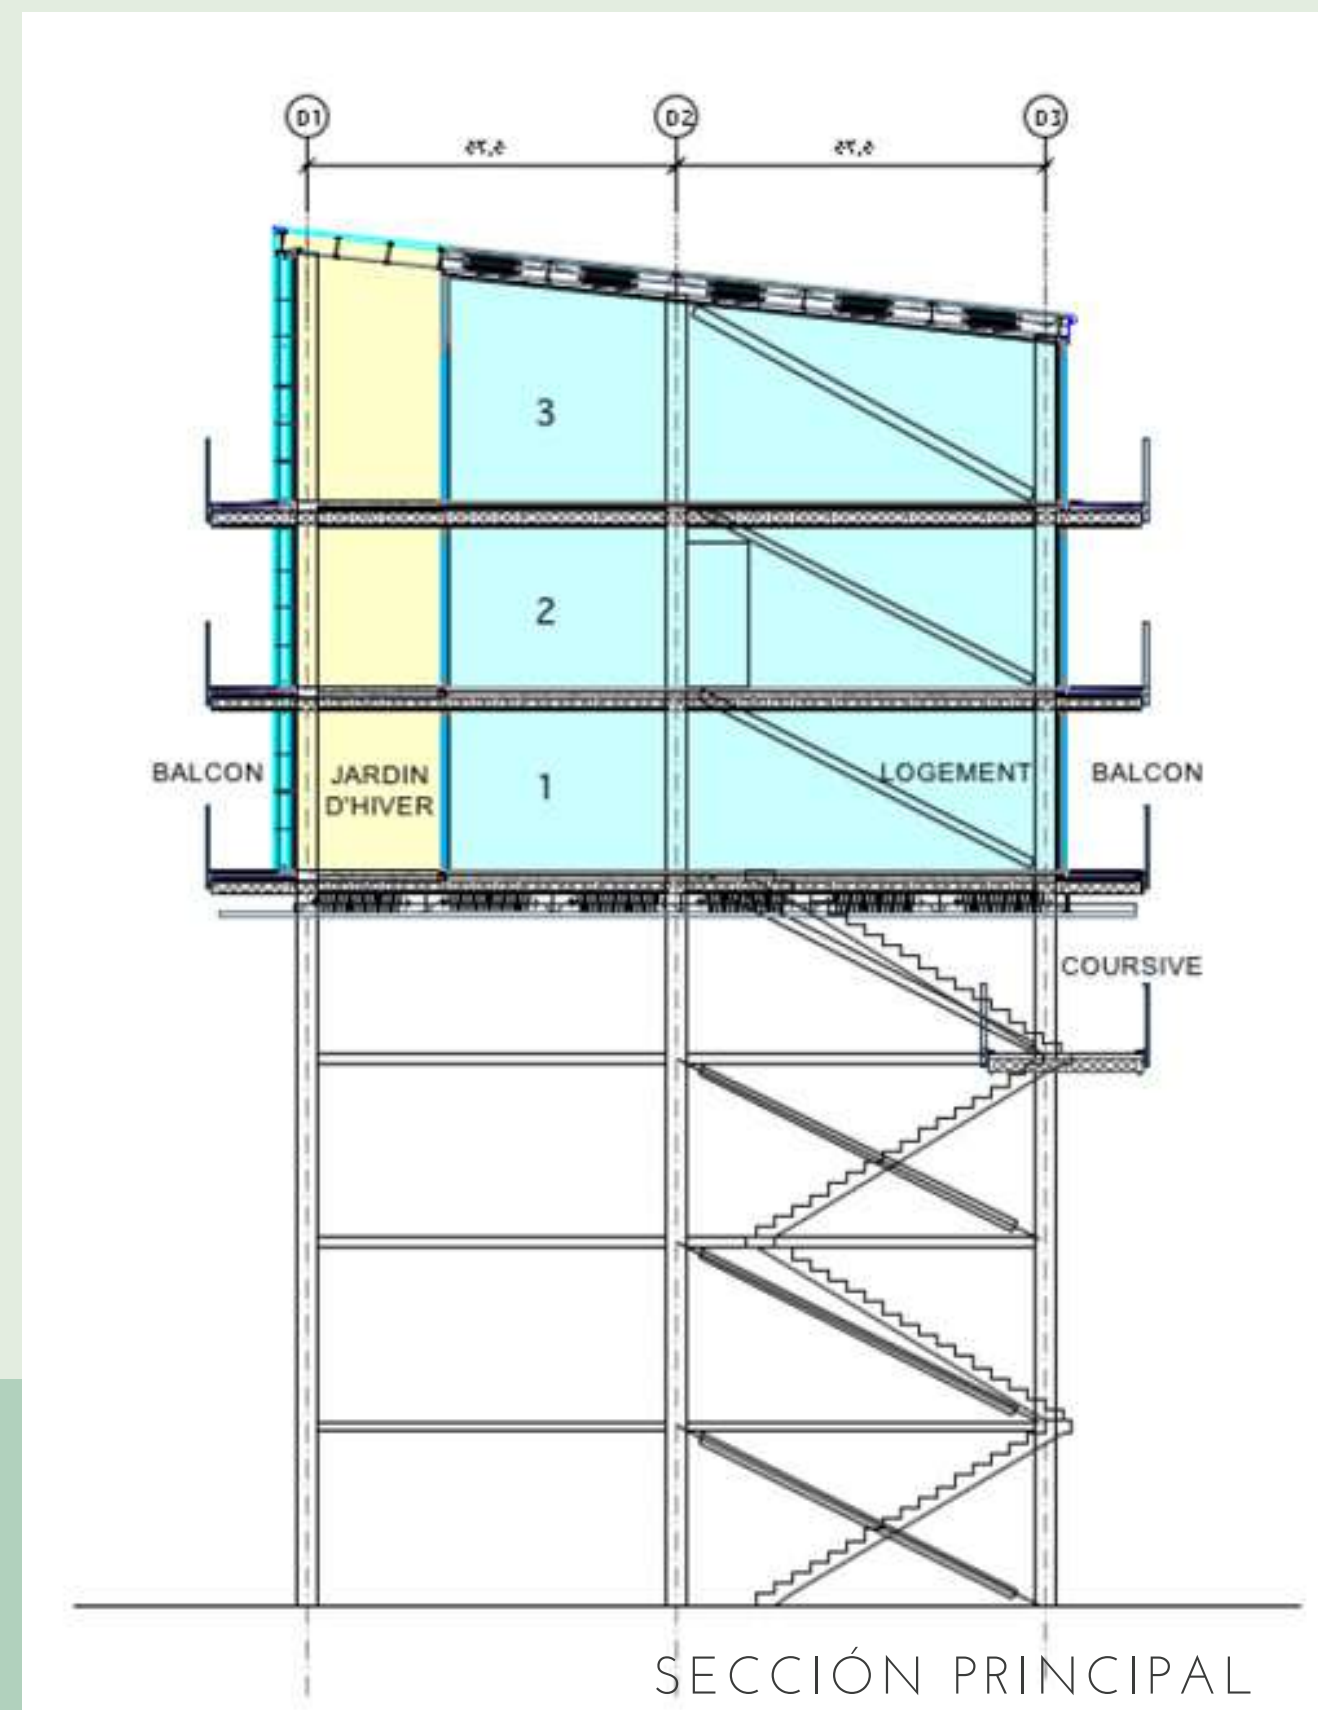 D1
D2
D3
3
2
1
BALCON
JARDIN
D'HIVER
LOGEMENT
BALCON
COURSIVE
SECCIÓN PRINCIPAL